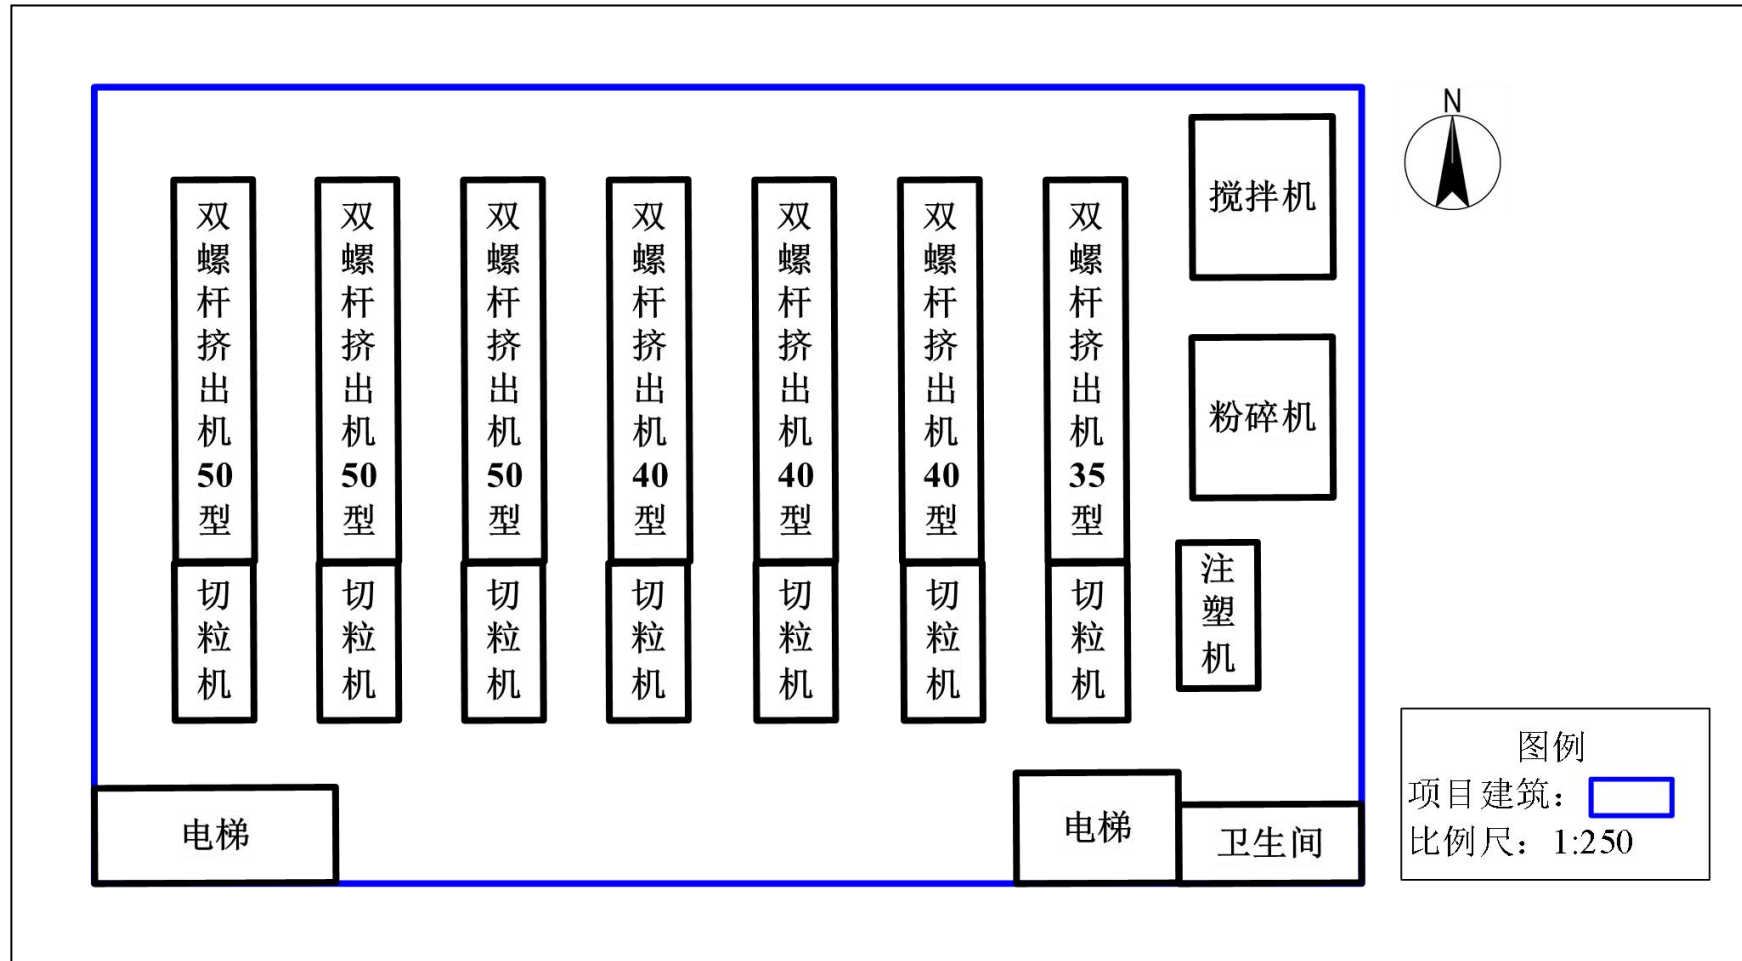 N
双螺杆挤出机50型
双螺杆挤出机50型
双螺杆挤出机50型
双螺杆挤出机40型
双螺杆挤出机40型
双螺杆挤出机40型
双螺杆挤出机35型
搅拌机
粉碎机
注塑机
切粒机
切粒机
切粒机
切粒机
切粒机
切粒机
切粒机
电梯
电梯
卫生间
图例
项目建筑：
比例尺：1:250